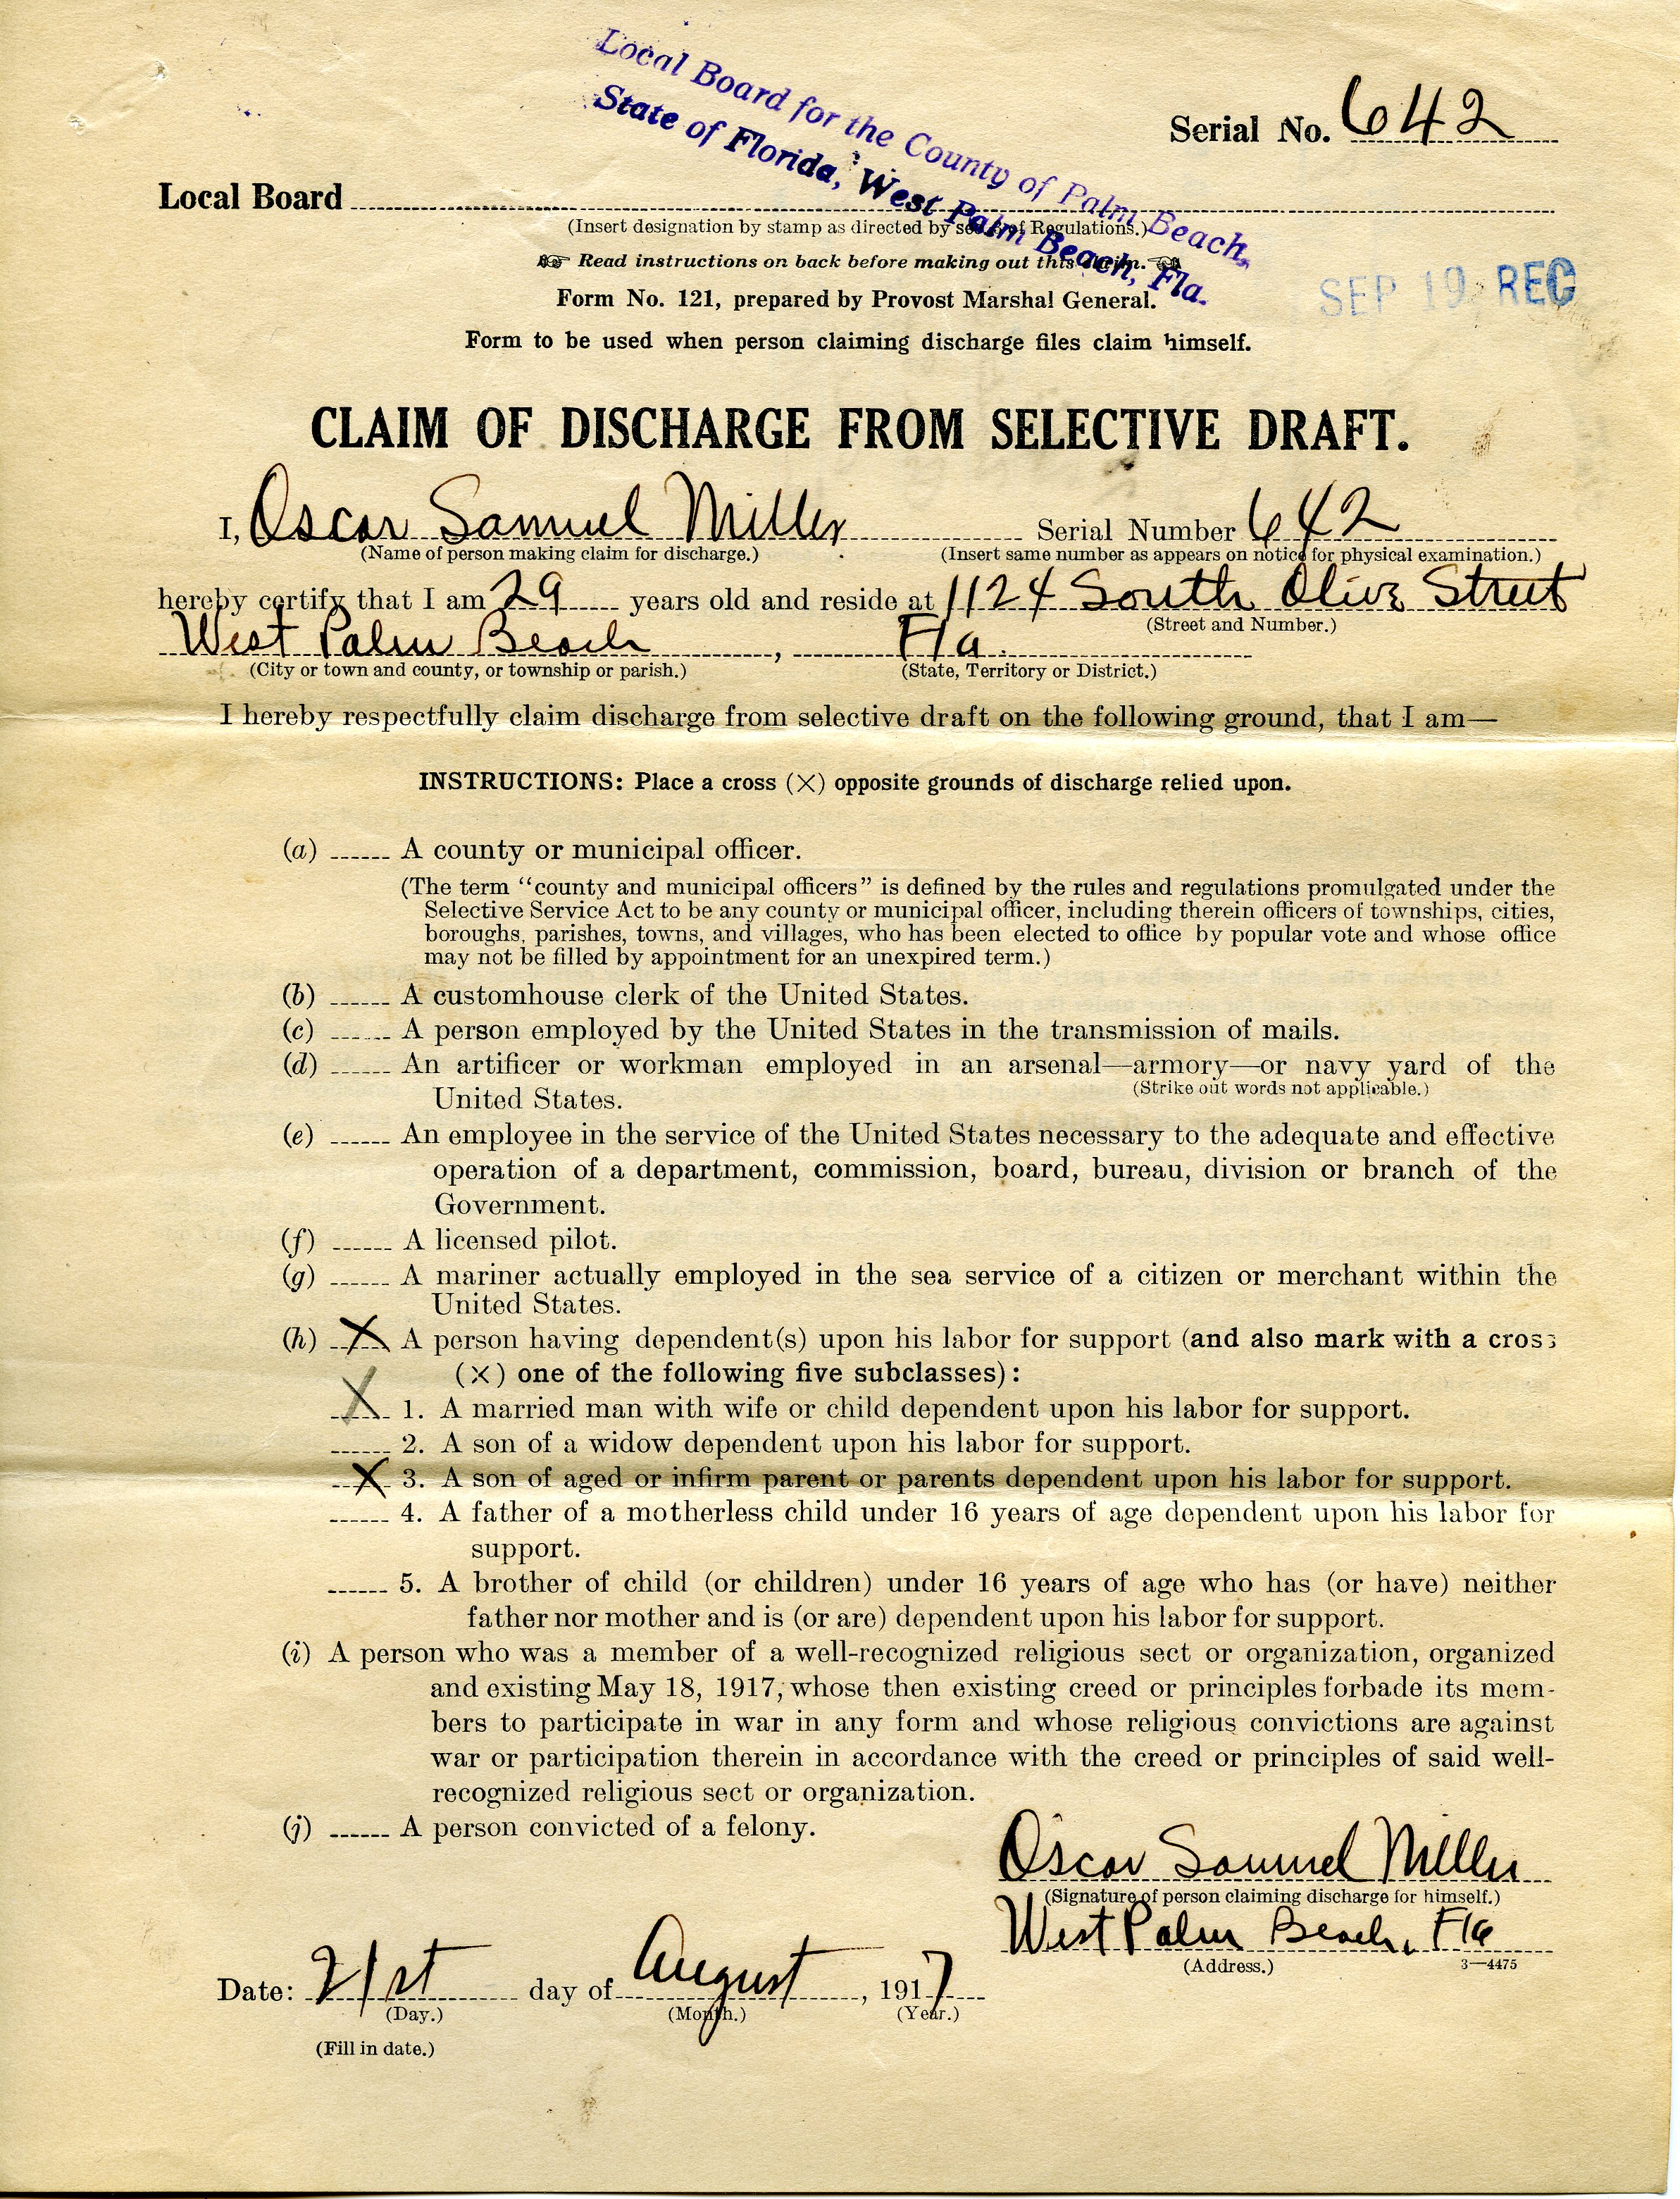 Local Board for the County of Palm Beach,
State of Florida, West Palm Beach, Fla.
Serial No. 642
Local Board
(Insert designation by stamp as directed by sec. of Regulations.)
Read instructions on back before making out this claim.
SEP 19 REC
Form No. 121, prepared by Provost Marshal General.
Form to be used when person claiming discharge files claim himself.
CLAIM OF DISCHARGE FROM SELECTIVE DRAFT.
I, Oscar Samuel Miller Serial Number 642
(Name of person making claim for discharge.) (Insert same number as appears on notice for physical examination.)
hereby certify that I am 29 years old and reside at 1124 South Olive Street
(Street and Number.)
West Palm Beach, Fla.
(City or town and county, or township or parish.) (State, Territory or District.)
I hereby respectfully claim discharge from selective draft on the following ground, that I am—
INSTRUCTIONS: Place a cross (X) opposite grounds of discharge relied upon.
(a) ------ A county or municipal officer.
(The term "county and municipal officers" is defined by the rules and regulations promulgated under the
Selective Service Act to be any county or municipal officer, including therein officers of townships, cities,
boroughs, parishes, towns, and villages, who has been elected to office by popular vote and whose office
may not be filled by appointment for an unexpired term.)
(b) ------ A customhouse clerk of the United States.
(c) ------ A person employed by the United States in the transmission of mails.
(d) ------ An artificer or workman employed in an arsenal—armory—or navy yard of the
(Strike out words not applicable.)
United States.
(e) ------ An employee in the service of the United States necessary to the adequate and effective
operation of a department, commission, board, bureau, division or branch of the
Government.
(f) ------ A licensed pilot.
(g) ------ A mariner actually employed in the sea service of a citizen or merchant within the
United States.
(h) X A person having dependent(s) upon his labor for support (and also mark with a cross
(X) one of the following five subclasses):
X 1. A married man with wife or child dependent upon his labor for support.
------ 2. A son of a widow dependent upon his labor for support.
X 3. A son of aged or infirm parent or parents dependent upon his labor for support.
------ 4. A father of a motherless child under 16 years of age dependent upon his labor for
support.
------ 5. A brother of child (or children) under 16 years of age who has (or have) neither
father nor mother and is (or are) dependent upon his labor for support.
(i) A person who was a member of a well-recognized religious sect or organization, organized
and existing May 18, 1917, whose then existing creed or principles forbade its mem-
bers to participate in war in any form and whose religious convictions are against
war or participation therein in accordance with the creed or principles of said well-
recognized religious sect or organization.
(j) ------ A person convicted of a felony.
Oscar Samuel Miller
(Signature of person claiming discharge for himself.)
West Palm Beach, Fla
(Address.) 3—4475
Date: 21st day of August, 1917
(Day.) (Month.) (Year.)
(Fill in date.)